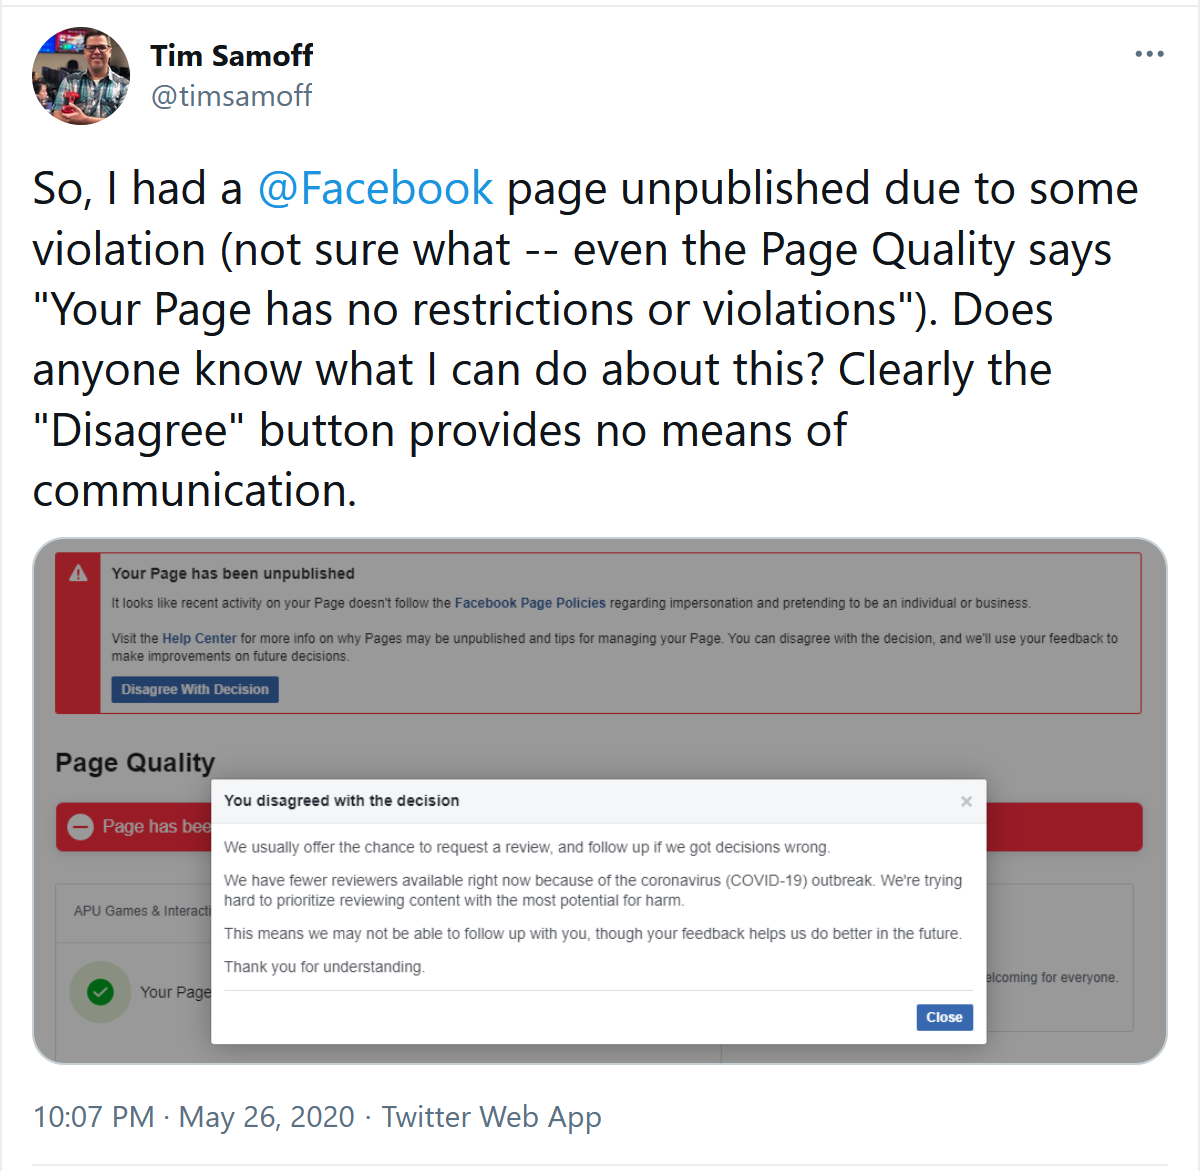 Tim Samoff
@timsamoff
So, I had a @Facebook page unpublished due to some
violation (not sure what -- even the Page Quality says
"Your Page has no restrictions or violations"). Does
anyone know what I can do about this? Clearly the
"Disagree" button provides no means of
communication.
Your Page has been unpublished
It looks like recent activity on your Page doesn't follow the Facebook Page Policies regarding impersonation and pretending to be an individual or business.
Visit the Help Center for more info on why Pages may be unpublished and tips for managing your Page. You can disagree with the decision, and we'll use your feedback to
make improvements on future decisions.
Disagree With Decision
Page Quality
Page has bee
You disagreed with the decision
We usually offer the chance to request a review, and follow up if we got decisions wrong.
We have fewer reviewers available right now because of the coronavirus (COVID-19) outbreak. We're trying
hard to prioritize reviewing content with the most potential for harm.
This means we may not be able to follow up with you, though your feedback helps us do better in the future.
Thank you for understanding.
Close
APU Games & Interacti
Your Page
elcoming for everyone.
10:07 PM · May 26, 2020 · Twitter Web App